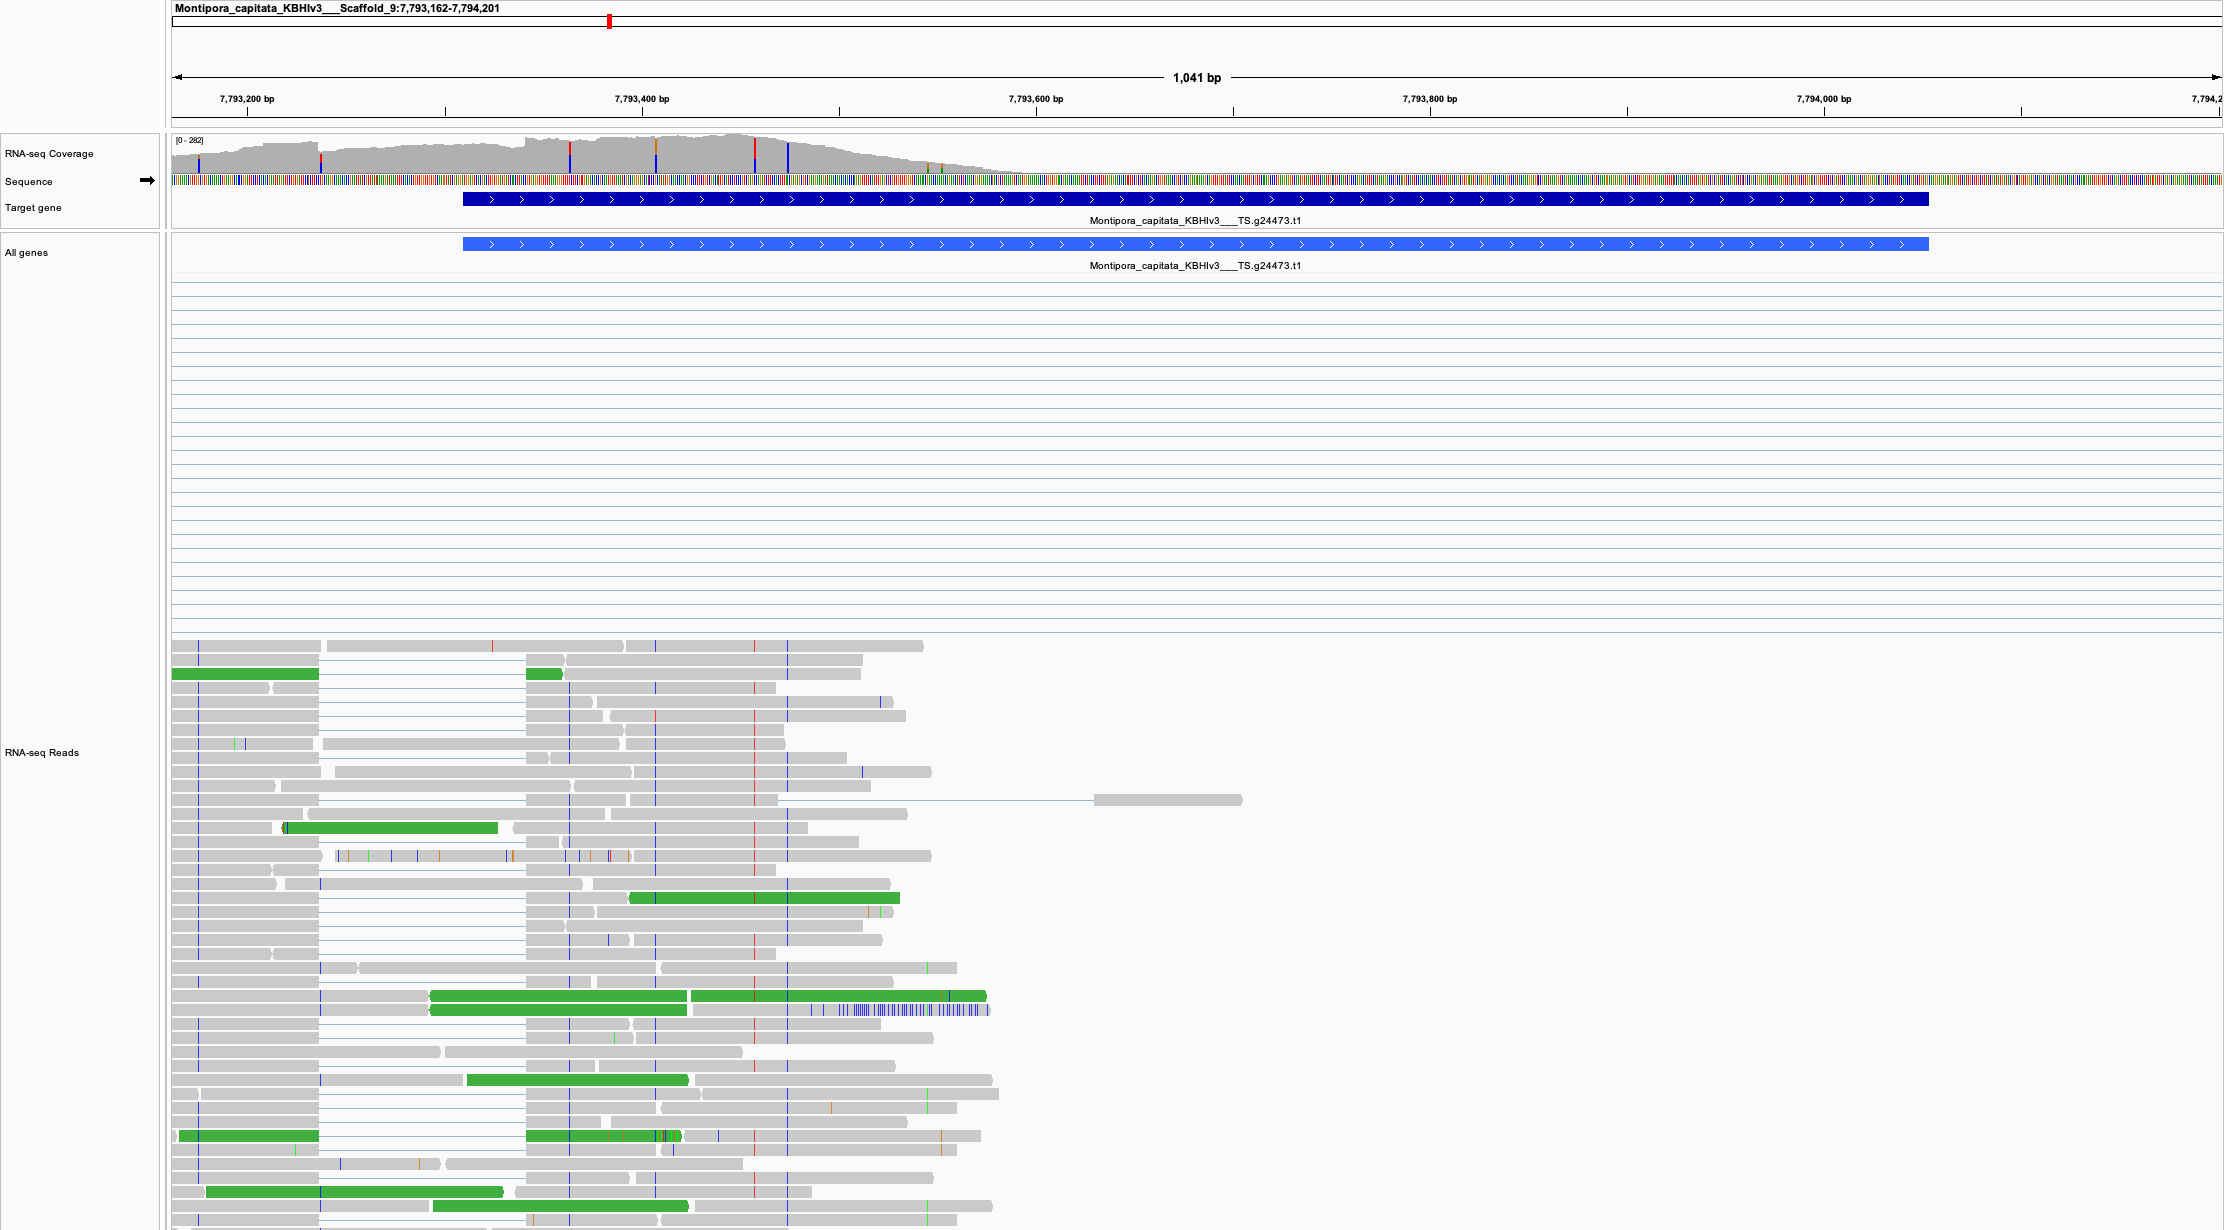 Montipora_capitata_KBHIv3___Scaffold_9:7,793,162-7,794,201
1,041 bp
7,793,200 bp 7,793,400 bp 7,793,600 bp 7,793,800 bp 7,794,000 bp 7,794,2
[0 - 282]
RNA-seq Coverage
Sequence
Target gene
Montipora_capitata_KBHIv3___TS.g24473.t1
All genes
Montipora_capitata_KBHIv3___TS.g24473.t1
RNA-seq Reads